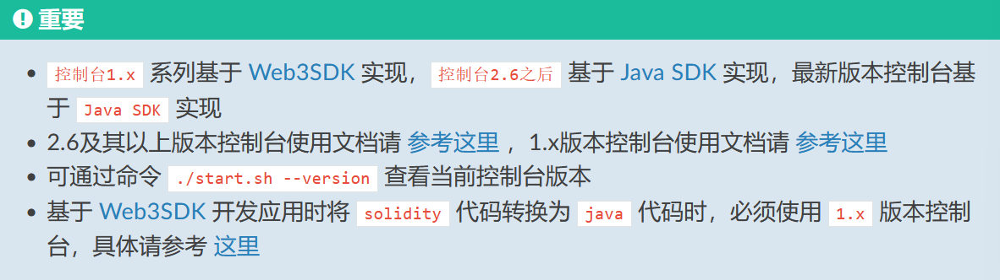 重要
控制台1.x 系列基于 Web3SDK 实现，控制台2.6之后 基于 Java SDK 实现，最新版本控制台基
于 Java SDK 实现
2.6及其以上版本控制台使用文档请 参考这里 ，1.x版本控制台使用文档请 参考这里
可通过命令 ./start.sh --version 查看当前控制台版本
基于 Web3SDK 开发应用时将 solidity 代码转换为 java 代码时，必须使用 1.x 版本控制
台，具体请参考 这里